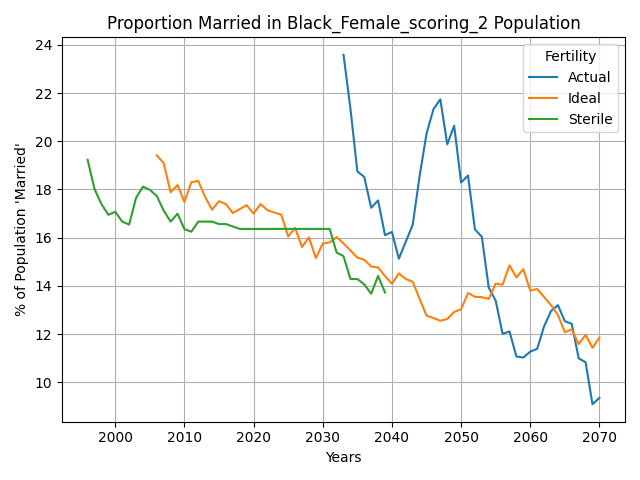 Proportion Married in Black_Female_scoring_2 Population
% of Population 'Married'
24
22
20
18
16
14
12
10
Fertility
Actual
Ideal
Sterile
2000
2010
2020
2030
2040
2050
2060
2070
Years